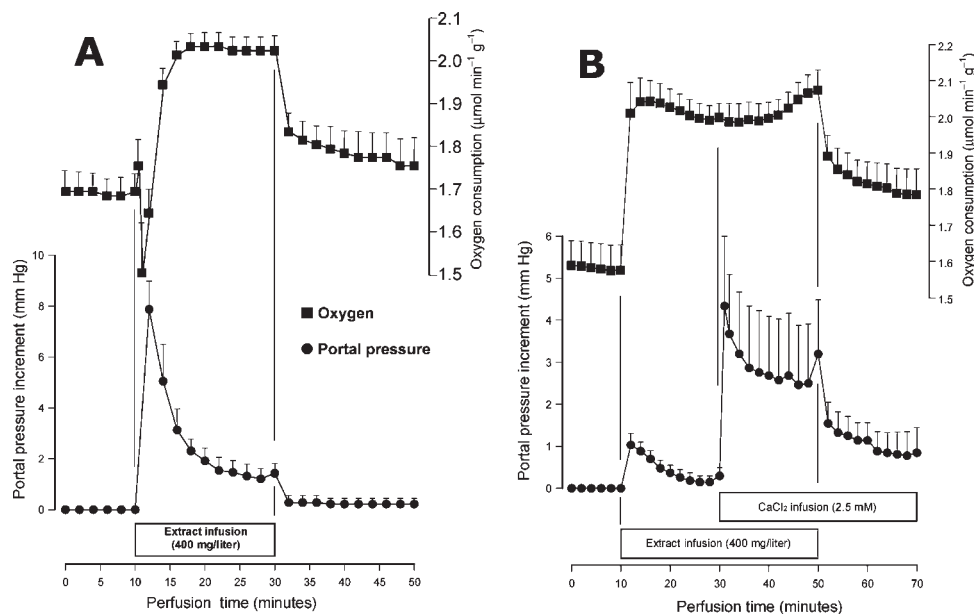 A
Oxygen consumption (µmol min⁻¹ g⁻¹)
2.1
2.0
1.9
1.8
1.7
1.6
1.5
Portal pressure increment (mm Hg)
10
8
6
4
2
0
Oxygen
Portal pressure
Extract infusion
(400 mg/liter)
0 5 10 15 20 25 30 35 40 45 50
Perfusion time (minutes)
B
Oxygen consumption (µmol min⁻¹ g⁻¹)
2.2
2.1
2.0
1.9
1.8
1.7
1.6
1.5
Portal pressure increment (mm Hg)
6
5
4
3
2
1
0
CaCl₂ infusion (2.5 mM)
Extract infusion (400 mg/liter)
0 10 20 30 40 50 60 70
Perfusion time (minutes)